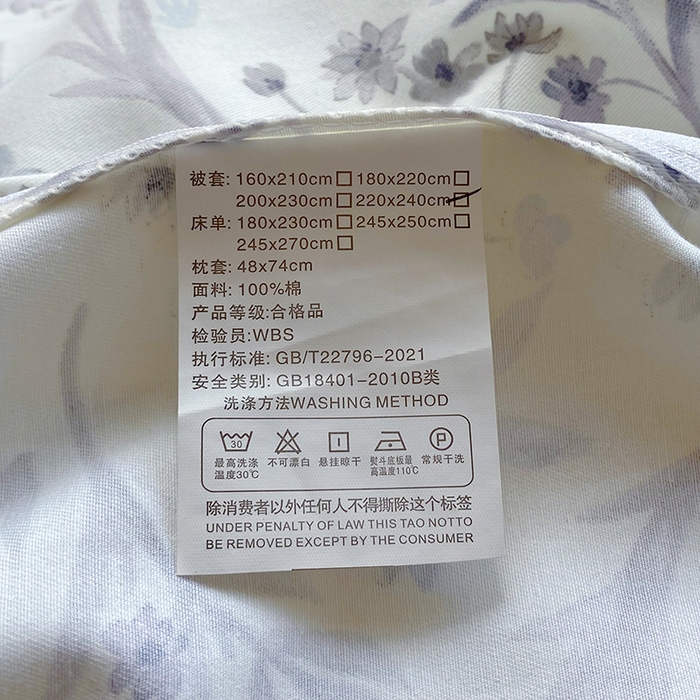 被套: 160x210cm□ 180x220cm□
200x230cm□ 220x240cm□
床单: 180x230cm□ 245x250cm□
245x270cm□
枕套: 48x74cm
面料: 100%棉
产品等级:合格品
检验员:WBS
执行标准: GB/T22796-2021
安全类别: GB18401-2010B类
洗涤方法WASHING METHOD
30
P
最高洗涤 不可漂白 悬挂晾干 熨斗底板最 常规干洗
温度30℃ 高温度110℃
除消费者以外任何人不得撕除这个标签
UNDER PENALTY OF LAW THIS TAO NOTTO
BE REMOVED EXCEPT BY THE CONSUMER